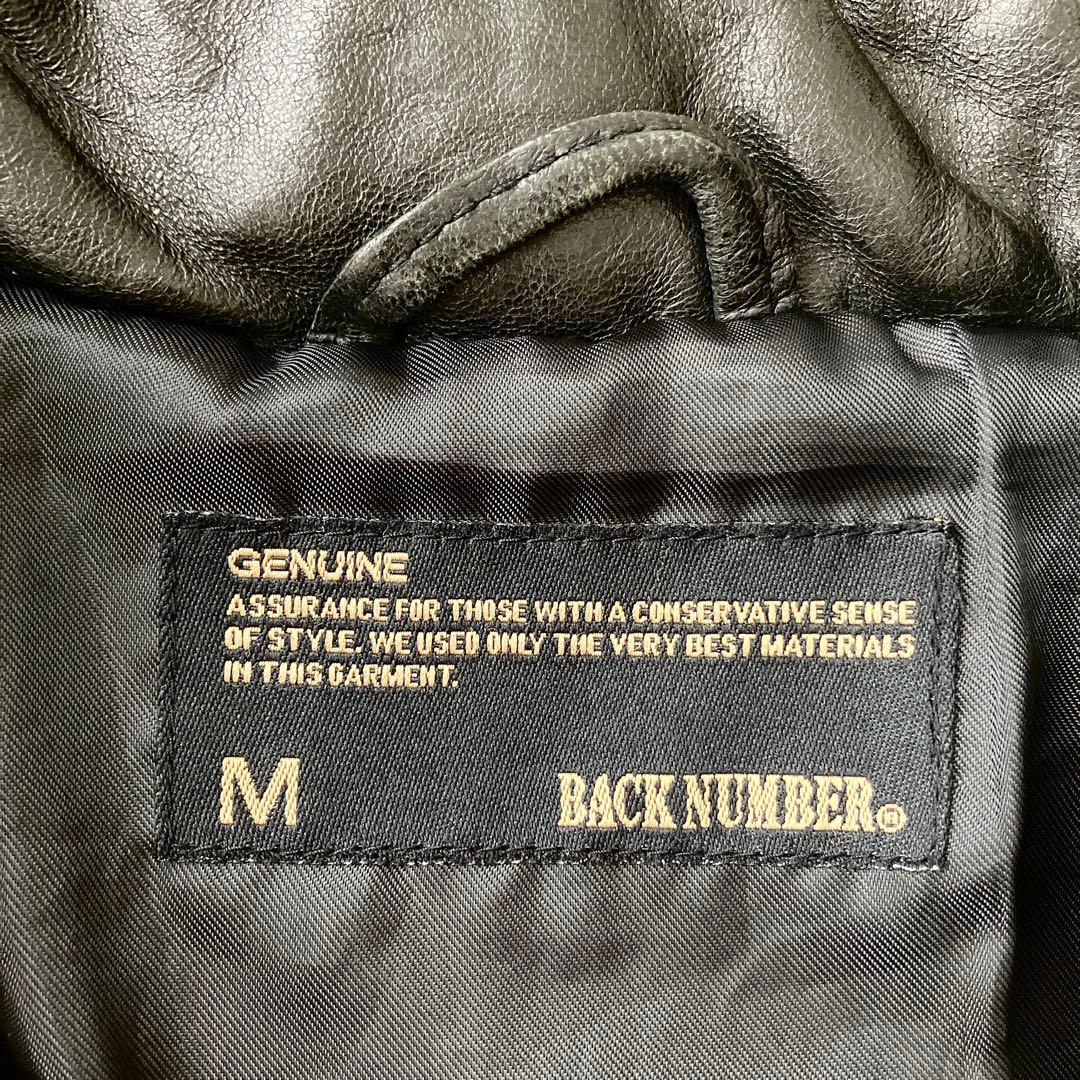 GENUINE
ASSURANCE FOR THOSE WITH A CONSERVATIVE SENSE
OF STYLE. WE USED ONLY THE VERY BEST MATERIALS
IN THIS GARMENT.
M BACK NUMBER®